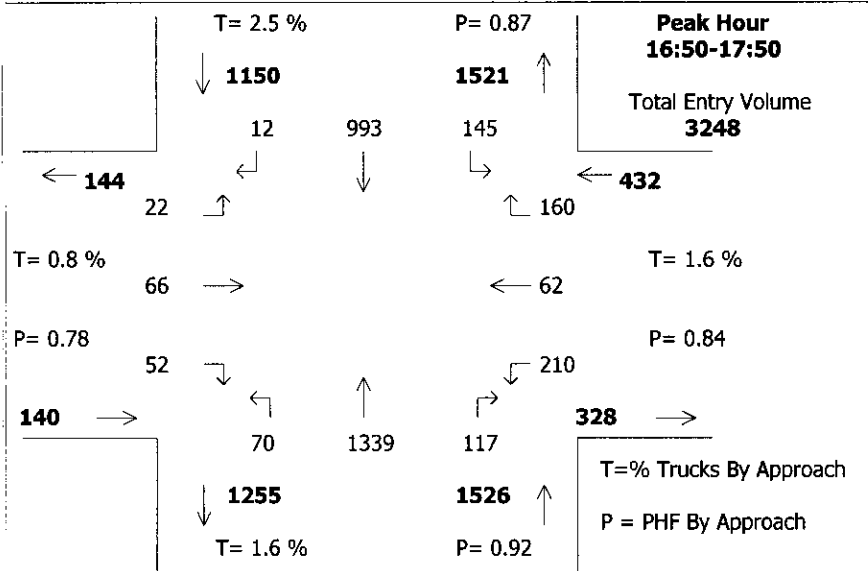 T= 2.5 % P= 0.87 Peak Hour
16:50-17:50
1150 1521
Total Entry Volume
12 993 145 3248
144 432
22 160
T= 0.8 % T= 1.6 %
66 62
P= 0.78 P= 0.84
52 210
140 328
70 1339 117
T=% Trucks By Approach
1255 1526
P = PHF By Approach
T= 1.6 % P= 0.92